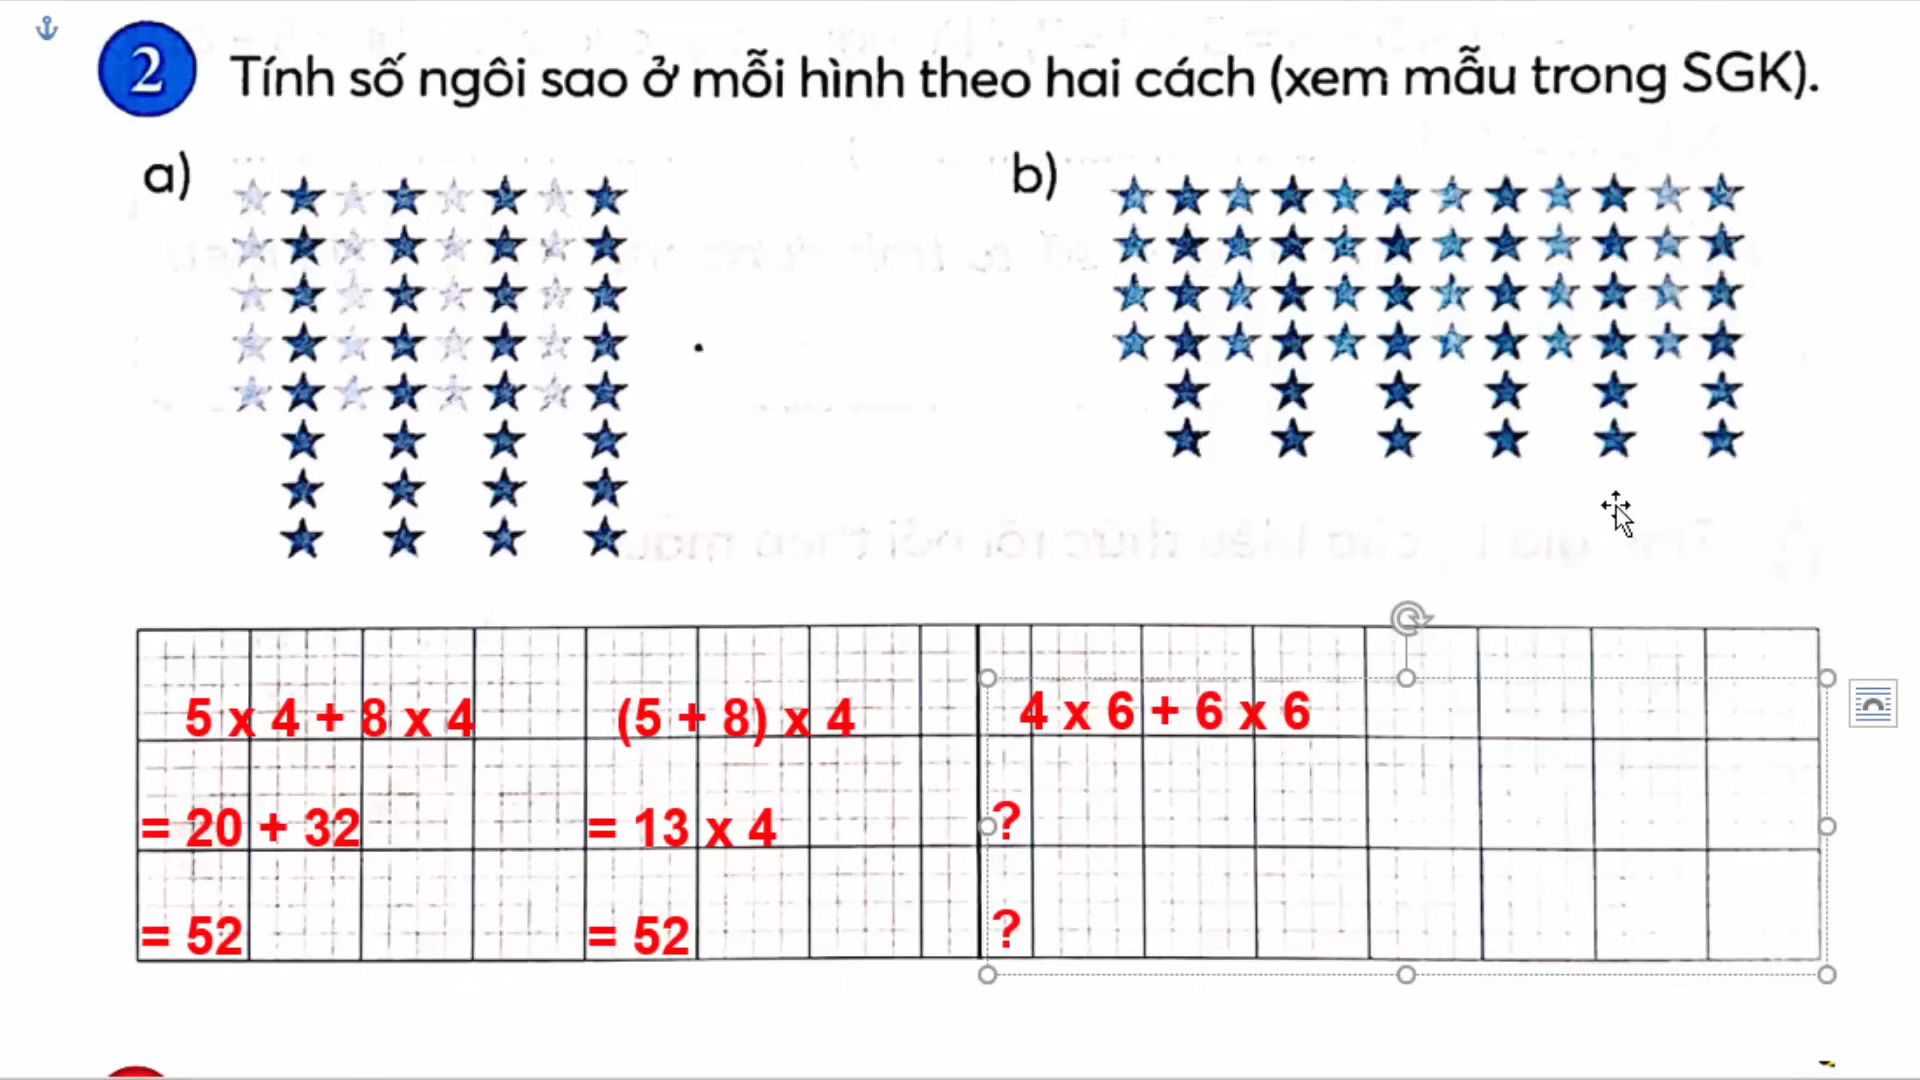 2 Tính số ngôi sao ở mỗi hình theo hai cách (xem mẫu trong SGK).
a)
b)
5 x 4 + 8 x 4
= 20 + 32
= 52
(5 + 8) x 4
= 13 x 4
= 52
4 x 6 + 6 x 6
?
?